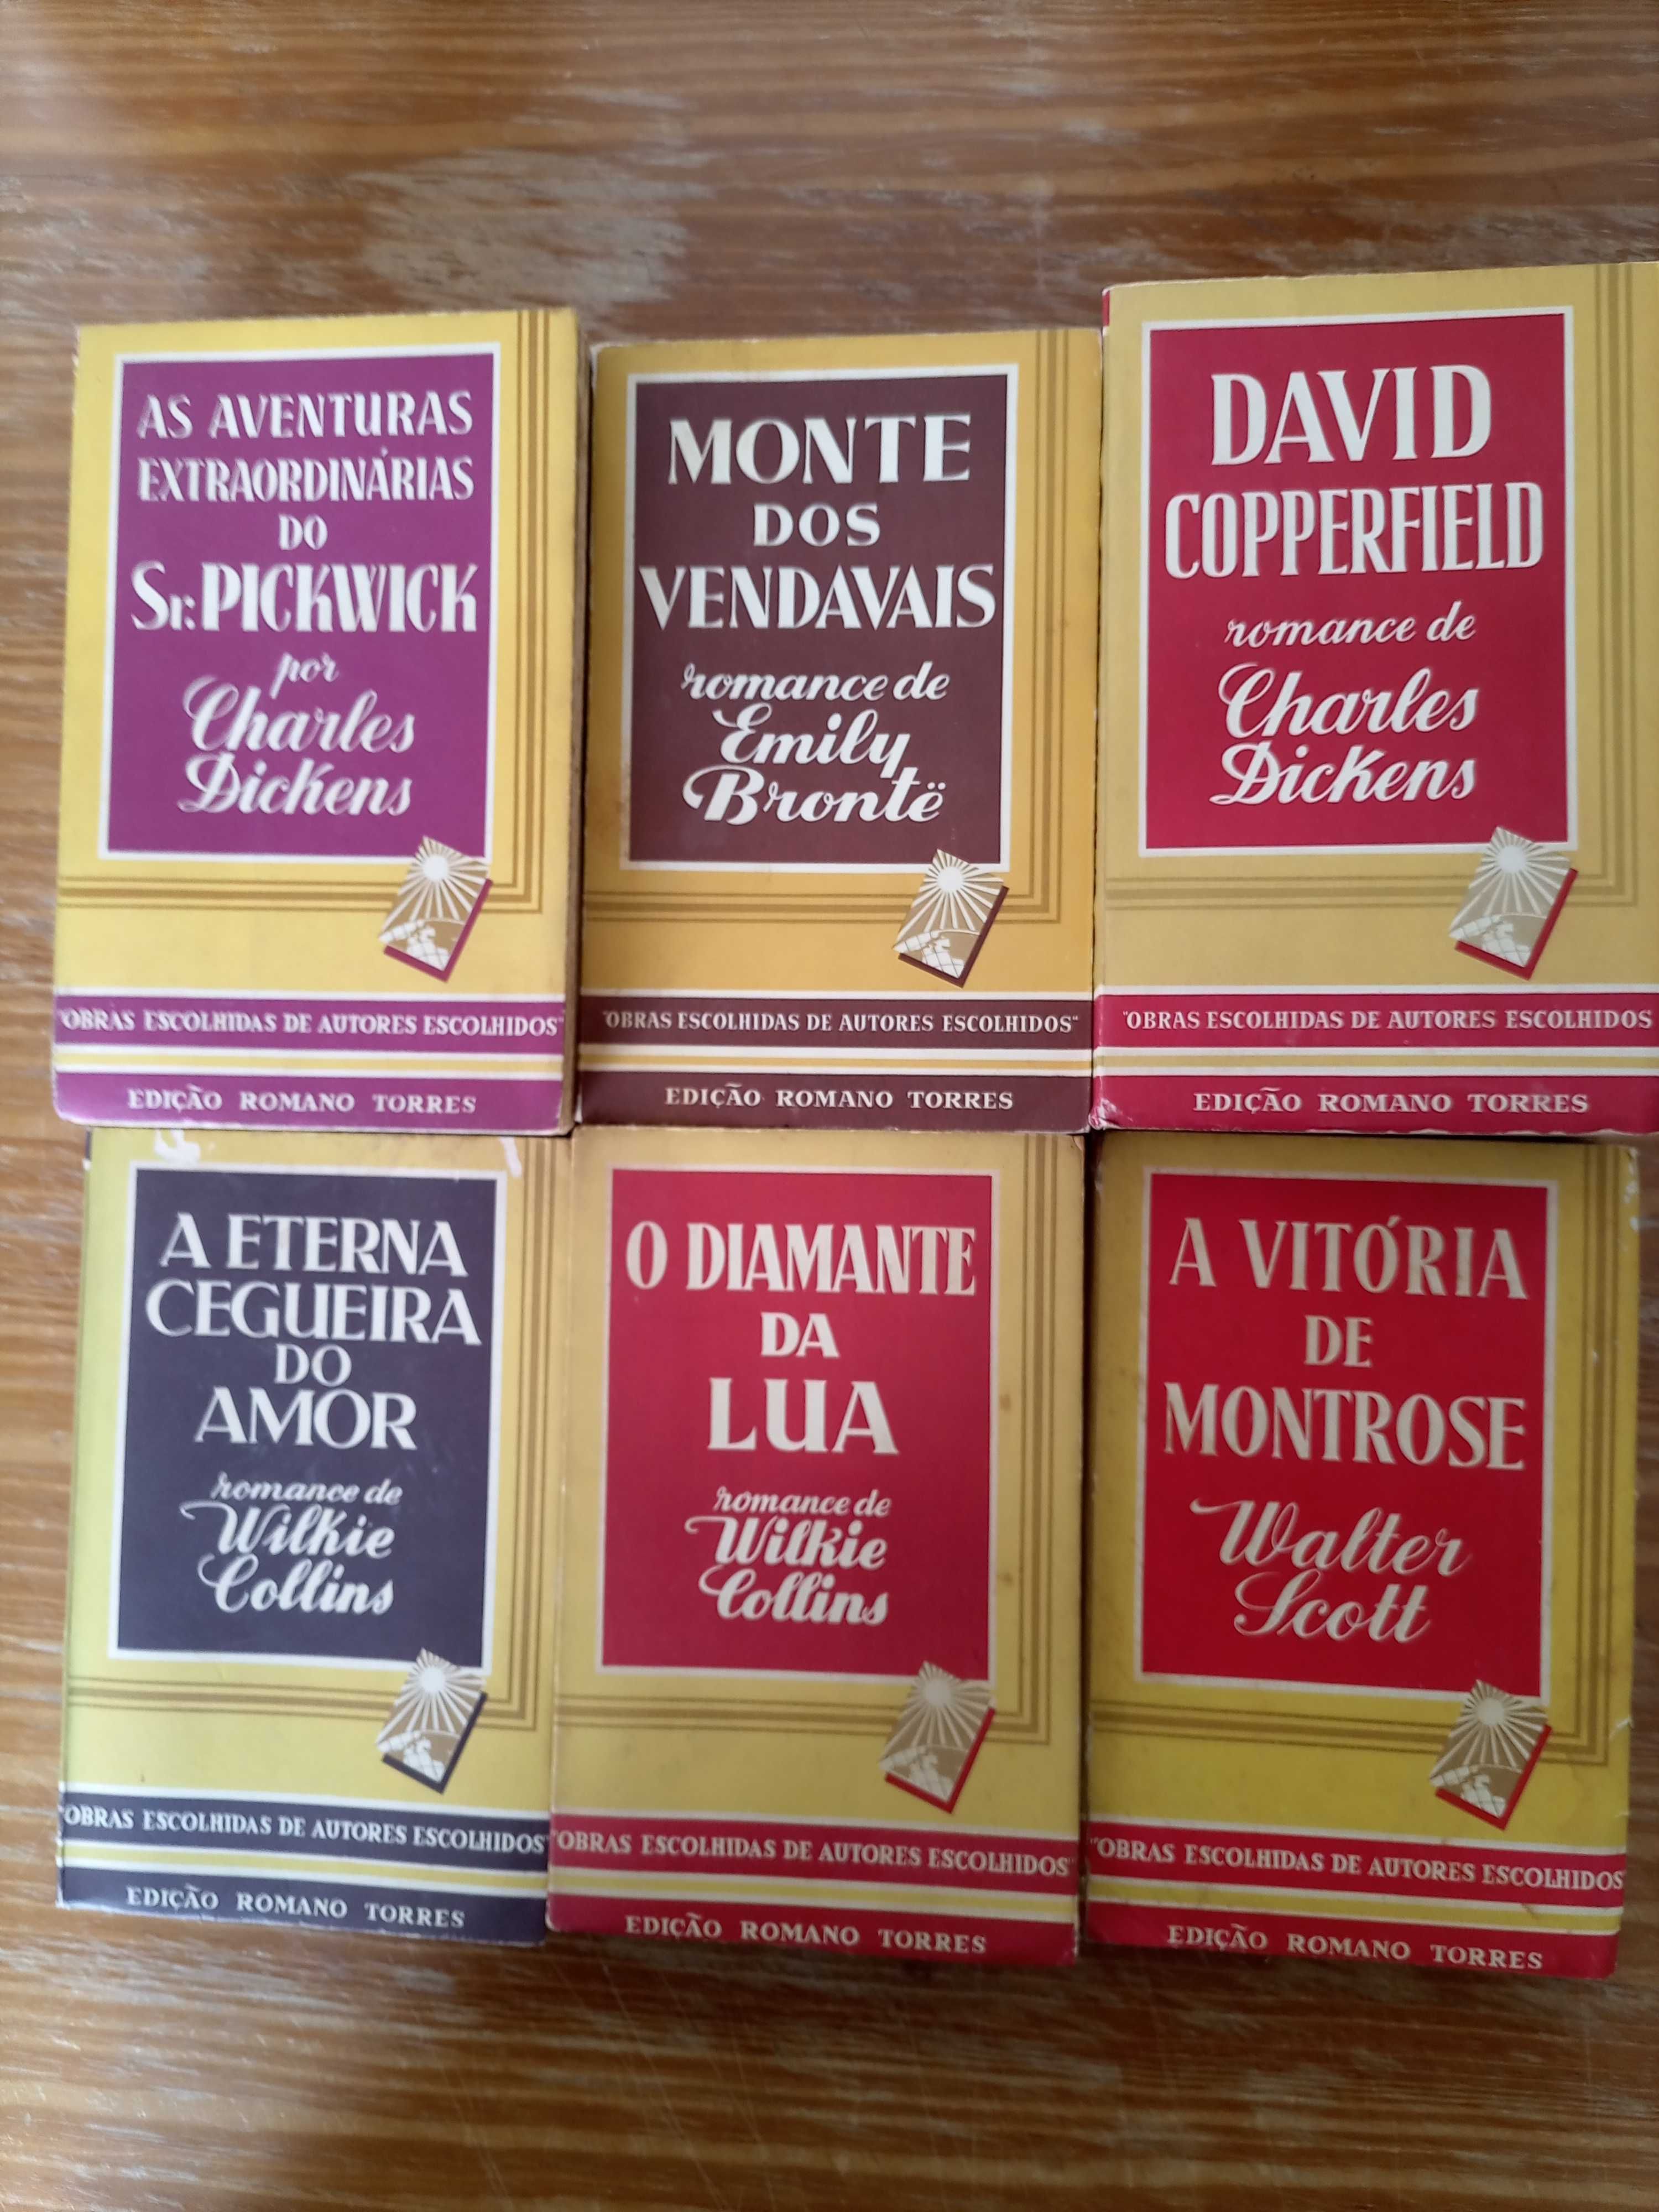 AS AVENTURAS
EXTRAORDINÁRIAS
DO
Sr. PICKWICK
por
Charles
Dickens
"OBRAS ESCOLHIDAS DE AUTORES ESCOLHIDOS"
EDIÇÃO ROMANO TORRES
MONTE
DOS
VENDAVAIS
romance de
Emily
Brontë
"OBRAS ESCOLHIDAS DE AUTORES ESCOLHIDOS"
EDIÇÃO ROMANO TORRES
DAVID
COPPERFIELD
romance de
Charles
Dickens
"OBRAS ESCOLHIDAS DE AUTORES ESCOLHIDOS
EDIÇÃO ROMANO TORRES
A ETERNA
CEGUEIRA
DO
AMOR
romance de
Wilkie
Collins
"OBRAS ESCOLHIDAS DE AUTORES ESCOLHIDOS"
EDIÇÃO ROMANO TORRES
O DIAMANTE
DA
LUA
romance de
Wilkie
Collins
"OBRAS ESCOLHIDAS DE AUTORES ESCOLHIDOS"
EDIÇÃO ROMANO TORRES
A VITÓRIA
DE
MONTROSE
Walter
Scott
"OBRAS ESCOLHIDAS DE AUTORES ESCOLHIDOS
EDIÇÃO ROMANO TORRES